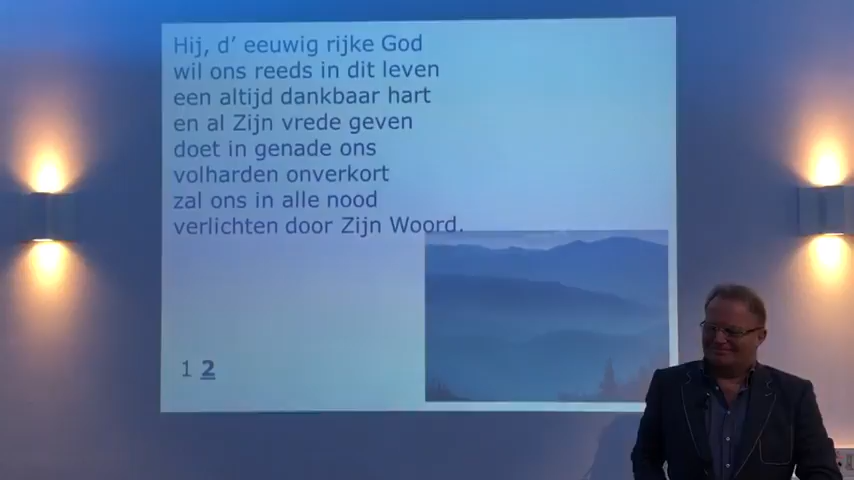 Hij, d' eeuwig rijke God
wil ons reeds in dit leven
een altijd dankbaar hart
en al Zijn vrede geven
doet in genade ons
volharden onverkort
zal ons in alle nood
verlichten door Zijn Woord.
1 2